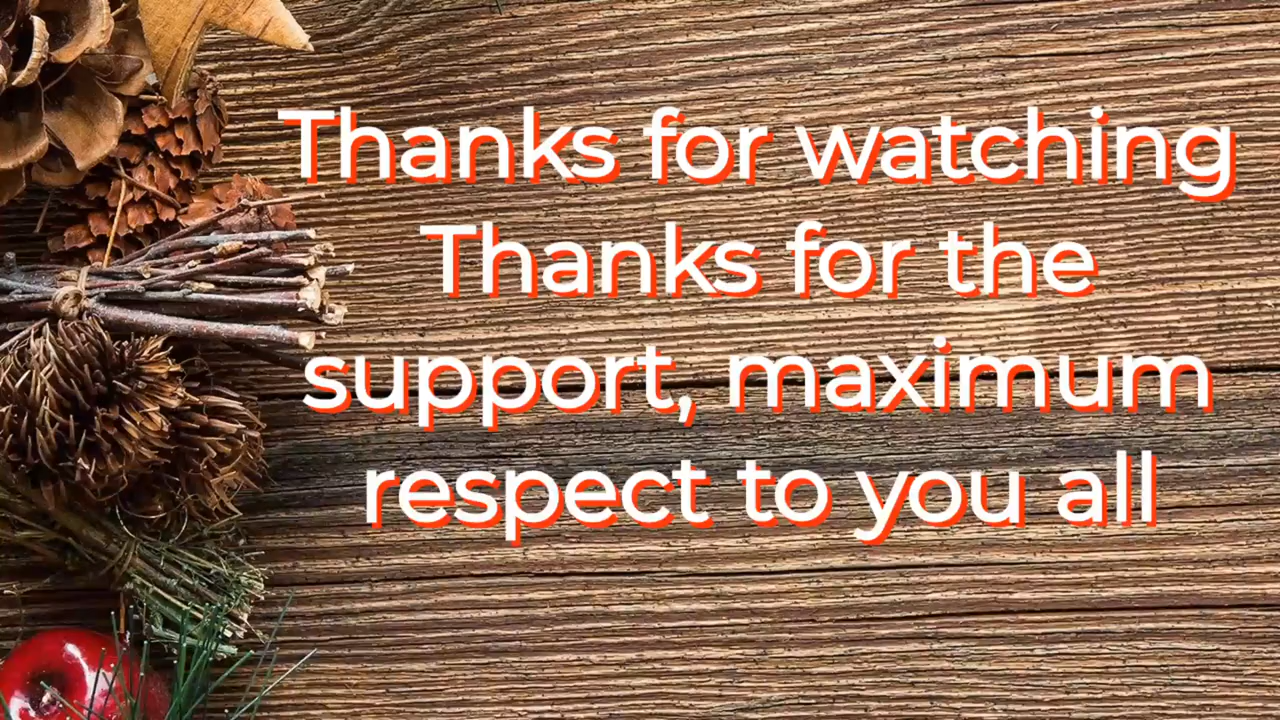 Thanks for watching
Thanks for the
support, maximum
respect to you all